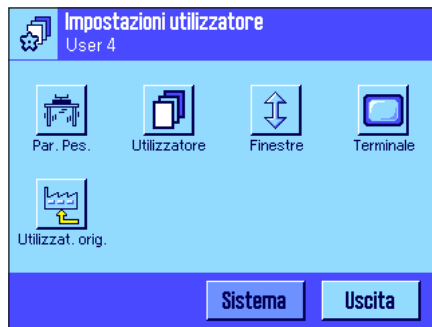 Impostazioni utilizzatore
User 4
Par. Pes.
Utilizzatore
Finestre
Terminale
Utilizzat. orig.
Sistema
Uscita